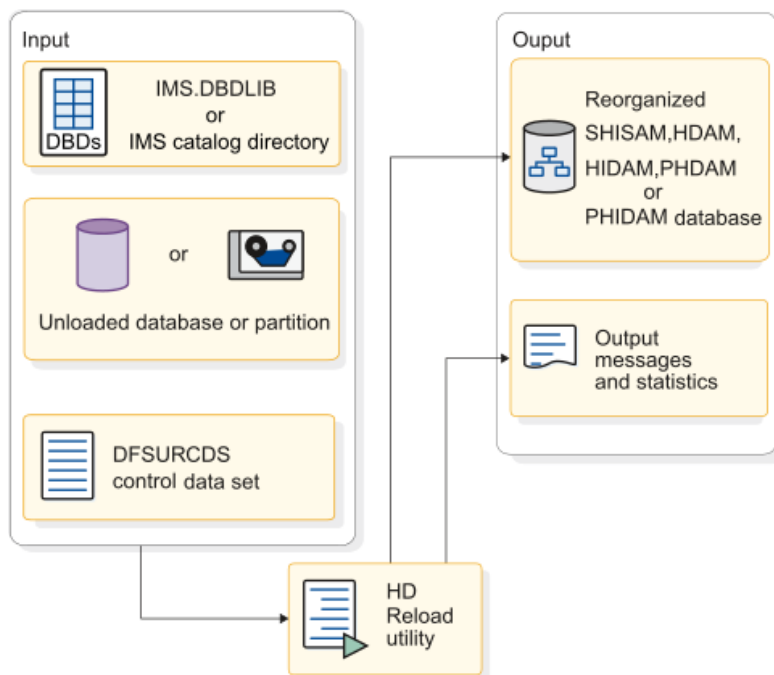 Input
DBDs
IMS.DBDLIB
or
IMS catalog directory
or
Unloaded database or partition
DFSURCDS
control data set
HD
Reload
utility
Ouput
Reorganized
SHISAM,HDAM,
HIDAM,PHDAM
or
PHIDAM database
Output
messages
and statistics